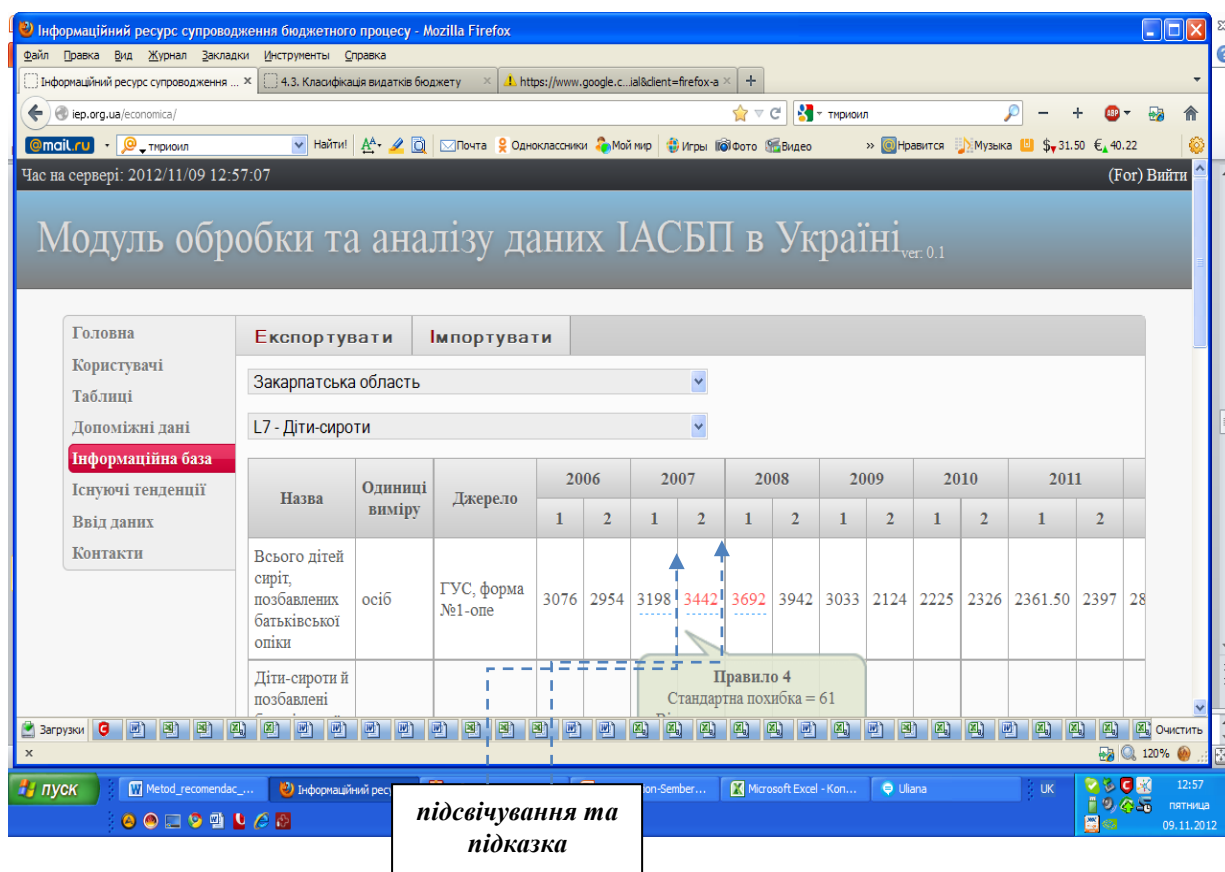 Інформаційний ресурс супроводження бюджетного процесу - Mozilla Firefox
Файл Правка Вид Журнал Закладки Инструменты Справка
Інформаційний ресурс супроводження ... × 4.3. Класифікація видатків бюджету × https://www.google.c...ial&client=firefox-a × +
iep.org.ua/economica/ тмриоил
@mail.ru тмриоил Найти! Почта Одноклассники Мой мир Игры Фото Видео » Нравится Музыка $ 31.50 € 40.22
Час на сервері: 2012/11/09 12:57:07 (For) Вийти
Модуль обробки та аналізу даних ІАСБП в Україні ver. 0.1
Головна
Користувачі
Таблиці
Допоміжні дані
Інформаційна база
Існуючі тенденції
Ввід даних
Контакти
Експортувати Імпортувати
Закарпатська область
L7 - Діти-сироти
Назва Одиниці виміру Джерело 2006 2007 2008 2009 2010 2011
1 2 1 2 1 2 1 2 1 2 1 2
Всього дітей
сиріт,
позбавлених
батьківської
опіки
осіб
ГУС, форма
№1-опе
3076 2954 3198 3442 3692 3942 3033 2124 2225 2326 2361.50 2397 28
Діти-сироти й
позбавлені
Правило 4
Стандартна похибка = 61
Загрузки Очистить
x 120%
пуск Metod_recomendac_... Інформаційний ресу ion-Sember... Microsoft Excel - Kon... Uliana UK 12:57
пятница
09.11.2012
підсвічування та
підказка